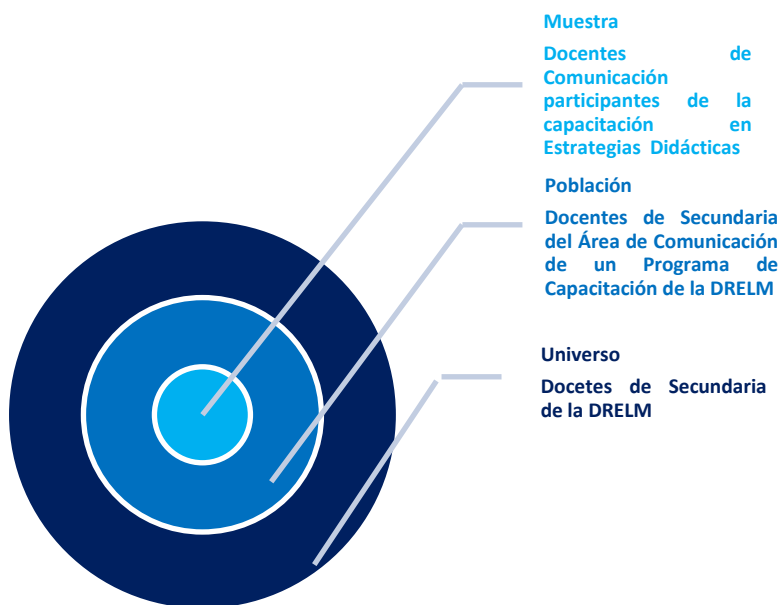 Muestra
Docentes de
Comunicación
participantes de la
capacitación en
Estrategias Didácticas
Población
Docentes de Secundaria
del Área de Comunicación
de un Programa de
Capacitación de la DRELM
Universo
Docetes de Secundaria
de la DRELM